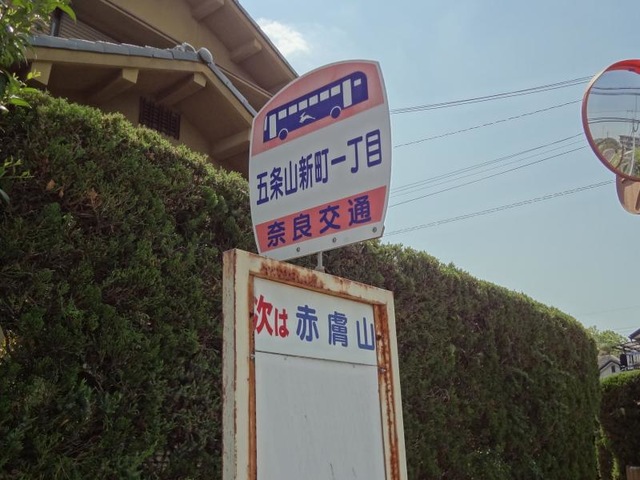 五条山新町一丁目
奈良交通
次は 赤膚山